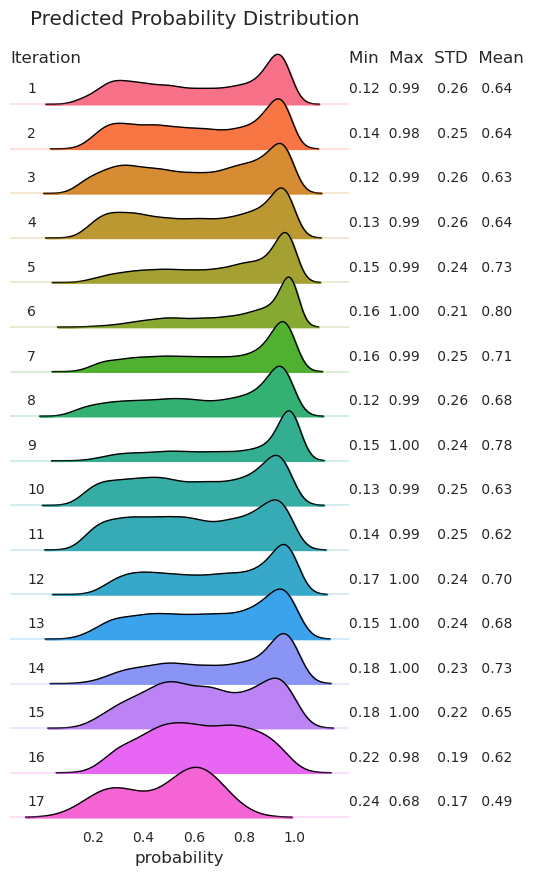 Predicted Probability Distribution
Iteration Min Max STD Mean
1 0.12 0.99 0.26 0.64
2 0.14 0.98 0.25 0.64
3 0.12 0.99 0.26 0.63
4 0.13 0.99 0.26 0.64
5 0.15 0.99 0.24 0.73
6 0.16 1.00 0.21 0.80
7 0.16 0.99 0.25 0.71
8 0.12 0.99 0.26 0.68
9 0.15 1.00 0.24 0.78
10 0.13 0.99 0.25 0.63
11 0.14 0.99 0.25 0.62
12 0.17 1.00 0.24 0.70
13 0.15 1.00 0.24 0.68
14 0.18 1.00 0.23 0.73
15 0.18 1.00 0.22 0.65
16 0.22 0.98 0.19 0.62
17 0.24 0.68 0.17 0.49
0.2 0.4 0.6 0.8 1.0
probability